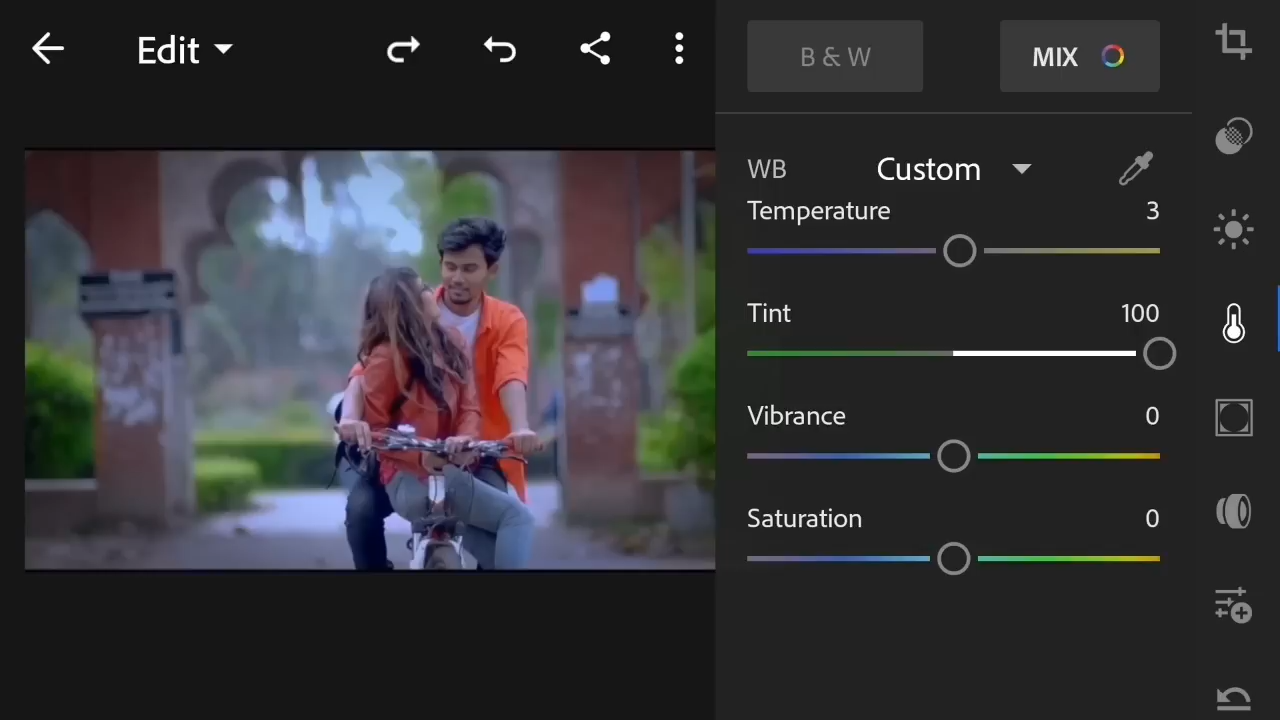 Edit
B & W
MIX
WB
Custom
Temperature
3
Tint
100
Vibrance
0
Saturation
0